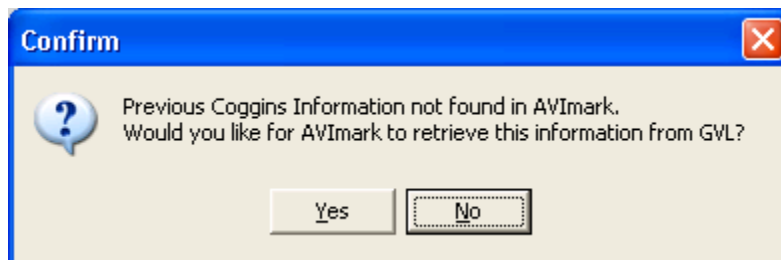 Confirm
Previous Coggins Information not found in AVImark.
Would you like for AVImark to retrieve this information from GVL?
Yes No